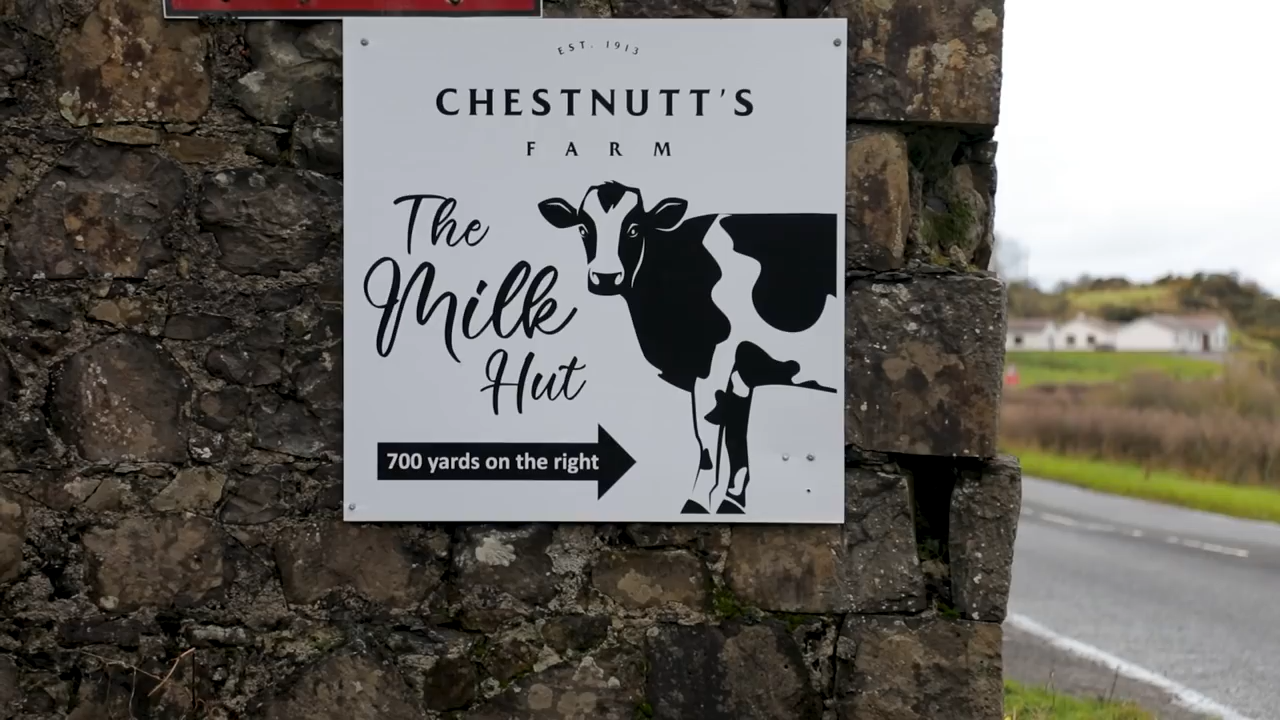 EST. 1913
CHESTNUTT'S
FARM
The
Milk
Hut
700 yards on the right